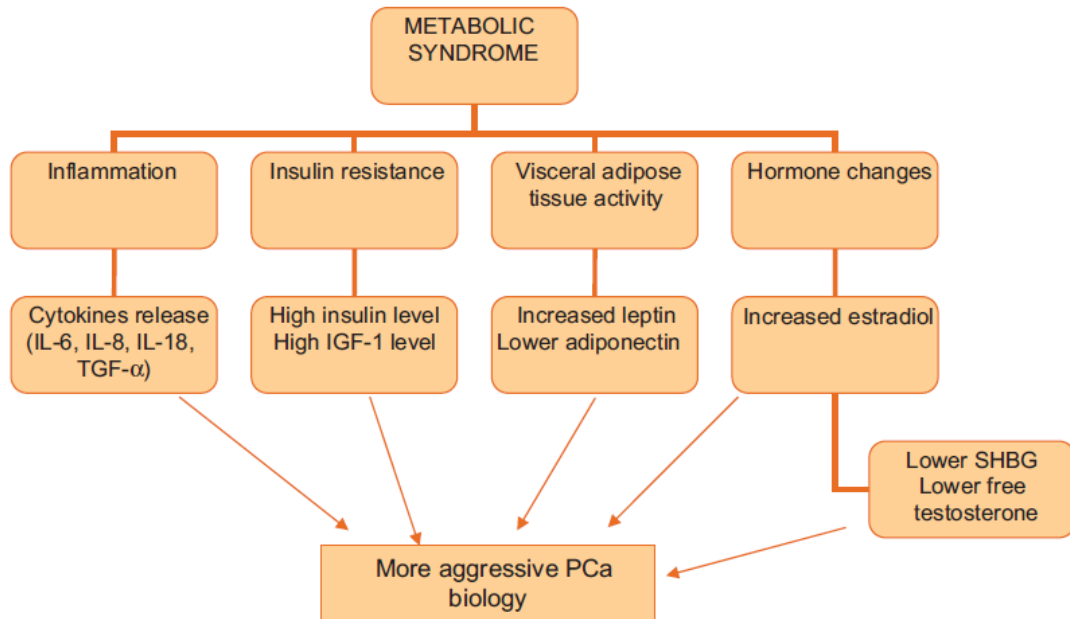 METABOLIC
SYNDROME
Inflammation
Insulin resistance
Visceral adipose
tissue activity
Hormone changes
Cytokines release
(IL-6, IL-8, IL-18,
TGF-α)
High insulin level
High IGF-1 level
Increased leptin
Lower adiponectin
Increased estradiol
Lower SHBG
Lower free
testosterone
More aggressive PCa
biology